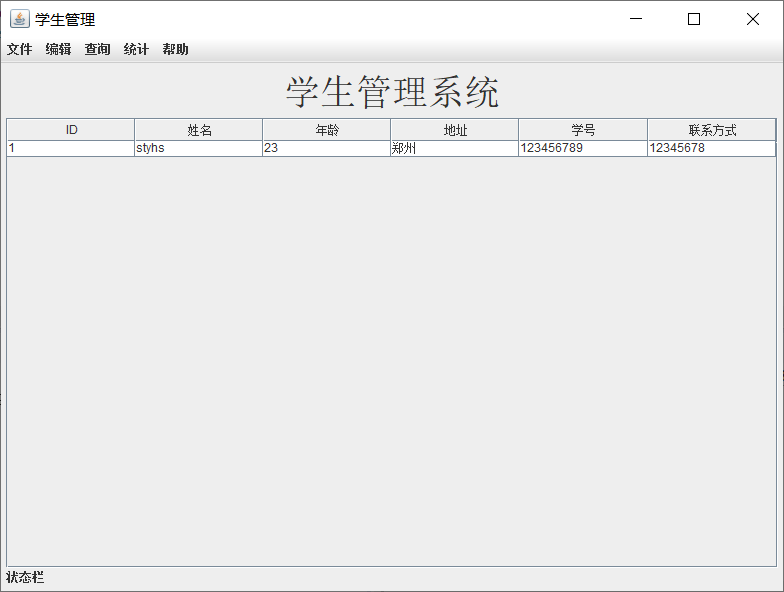 学生管理
文件 编辑 查询 统计 帮助
学生管理系统
ID 姓名 年龄 地址 学号 联系方式
1 styhs 23 郑州 123456789 12345678
状态栏